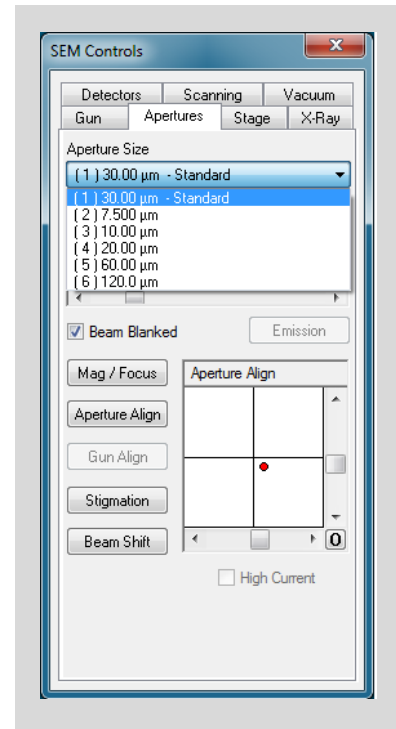 SEM Controls
Detectors Scanning Vacuum
Gun Apertures Stage X-Ray
Aperture Size
( 1 ) 30.00 µm - Standard
( 1 ) 30.00 µm - Standard
( 2 ) 7.500 µm
( 3 ) 10.00 µm
( 4 ) 20.00 µm
( 5 ) 60.00 µm
( 6 ) 120.0 µm
Beam Blanked Emission
Mag / Focus Aperture Align
Aperture Align
Gun Align
Stigmation
Beam Shift O
High Current